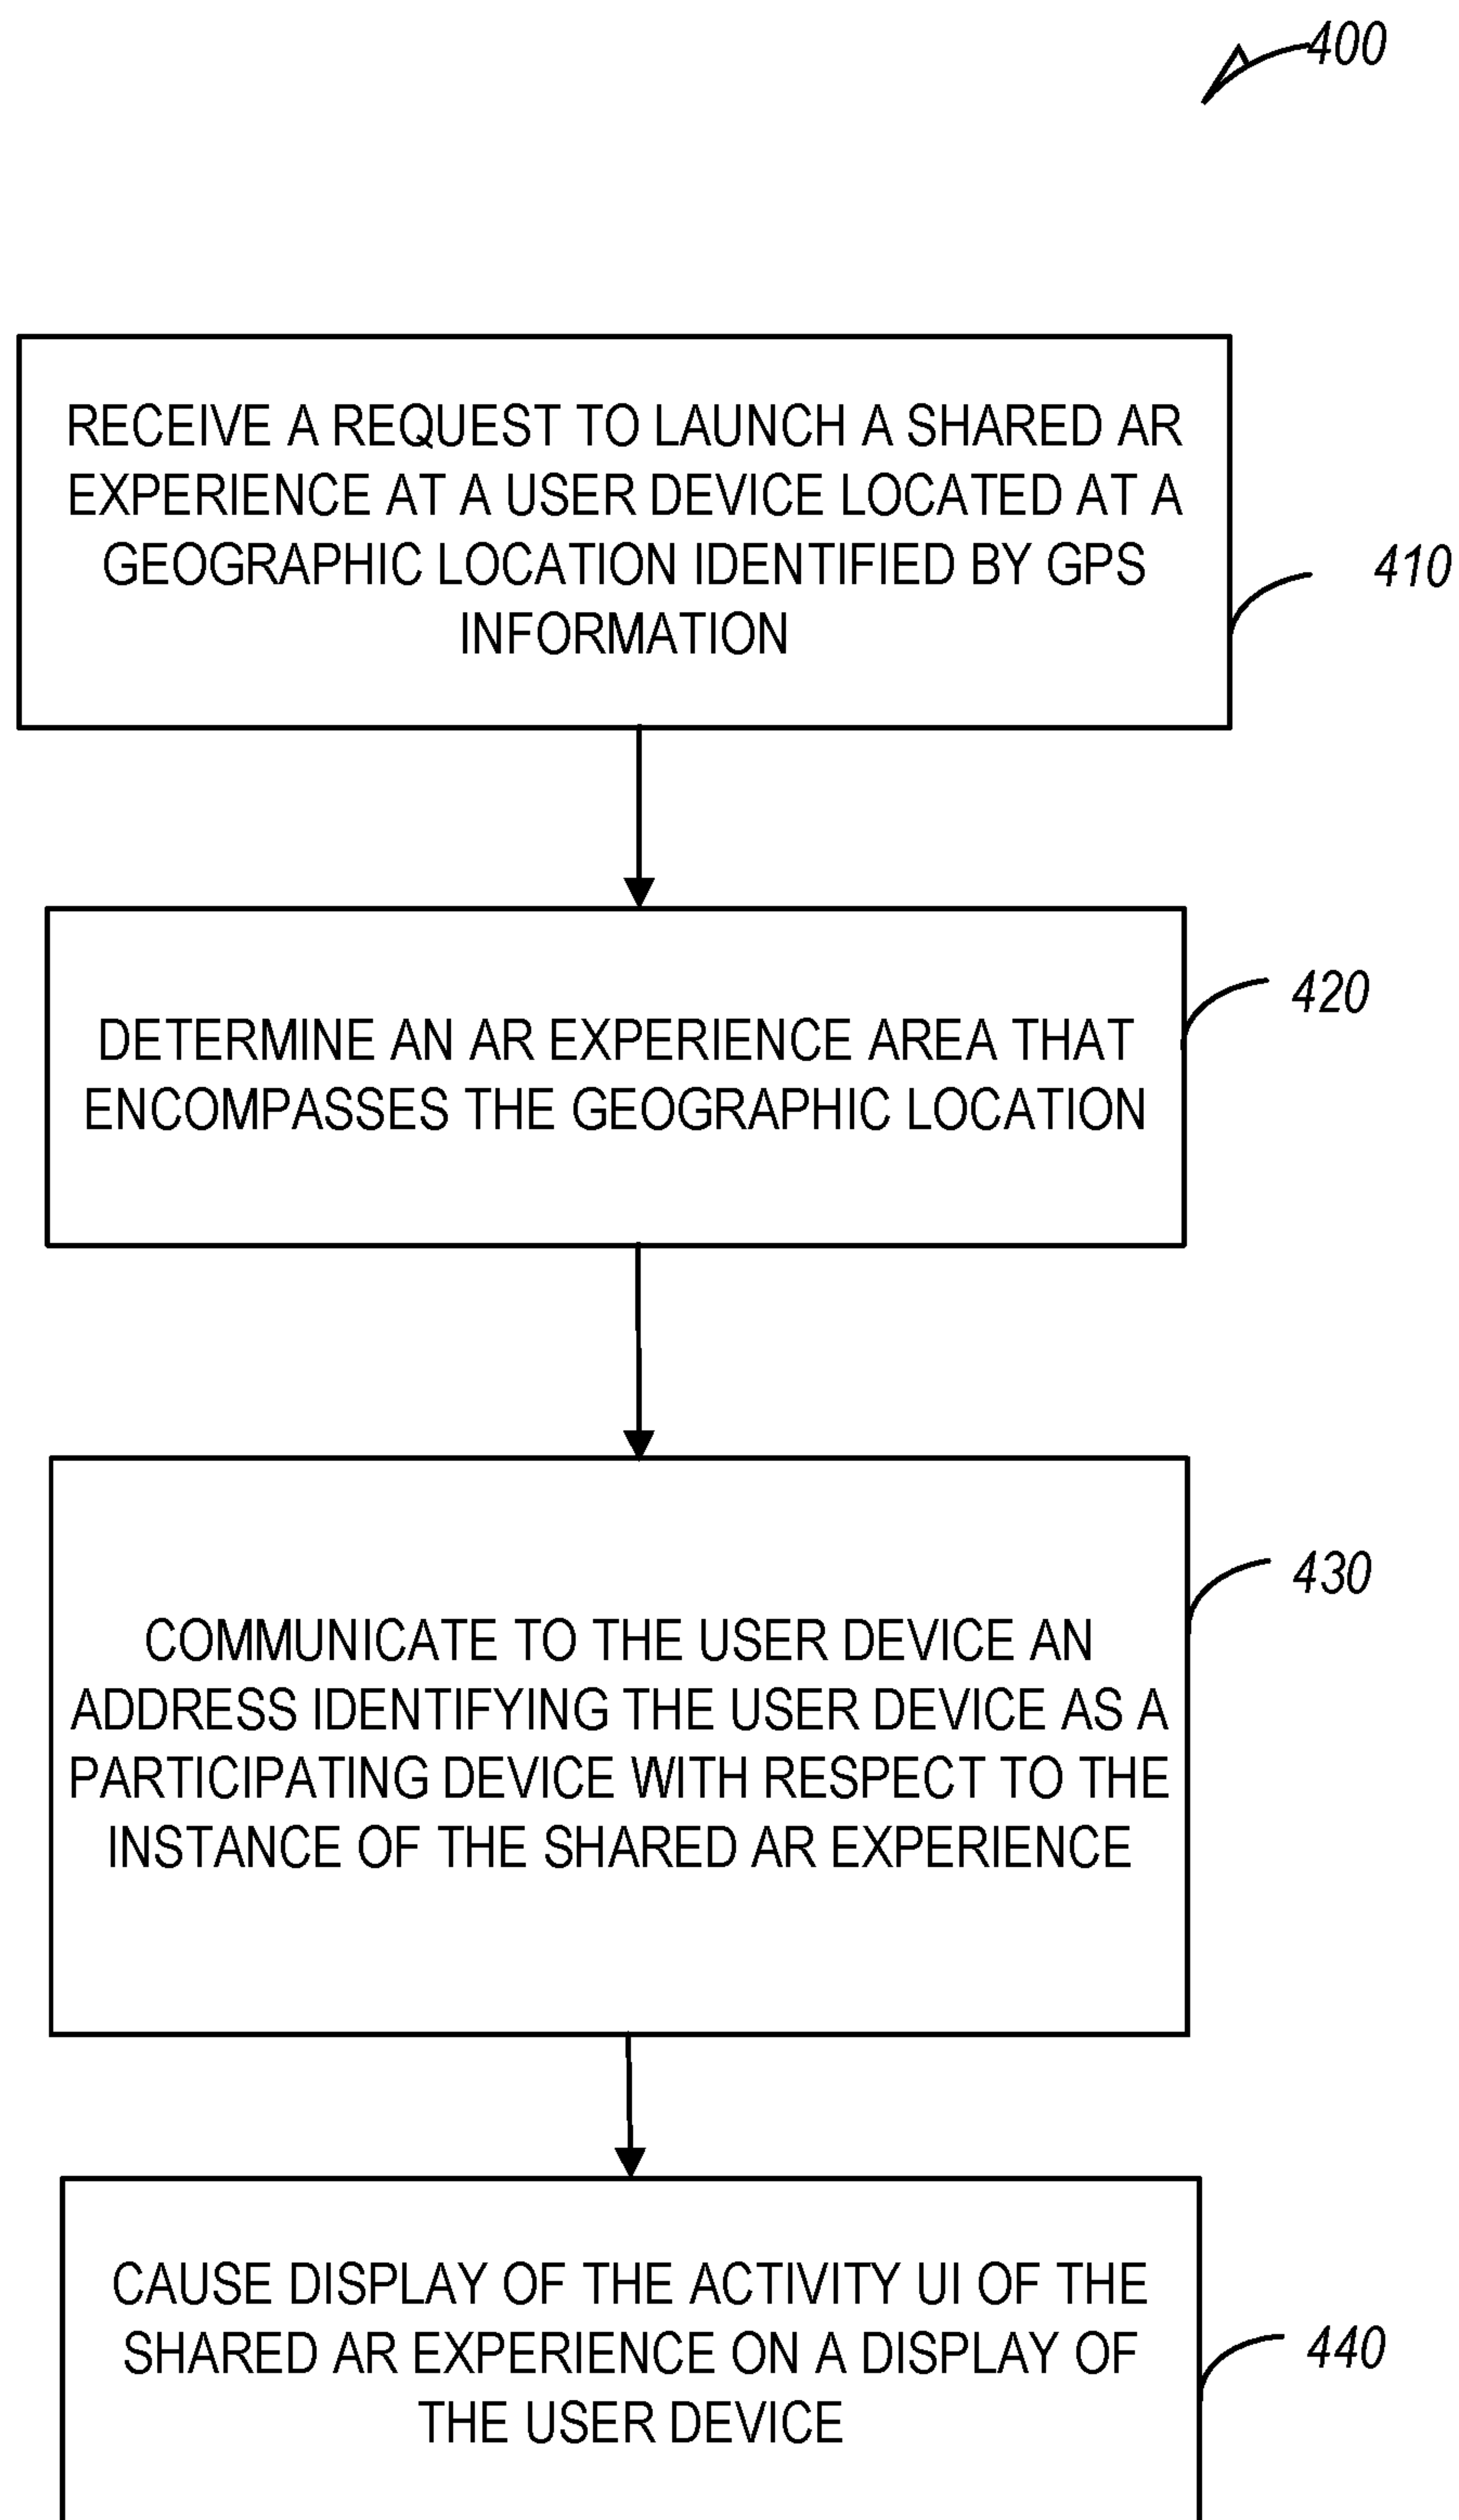 400
RECEIVE A REQUEST TO LAUNCH A SHARED AR
EXPERIENCE AT A USER DEVICE LOCATED AT A
GEOGRAPHIC LOCATION IDENTIFIED BY GPS
INFORMATION
410
DETERMINE AN AR EXPERIENCE AREA THAT
ENCOMPASSES THE GEOGRAPHIC LOCATION
420
COMMUNICATE TO THE USER DEVICE AN
ADDRESS IDENTIFYING THE USER DEVICE AS A
PARTICIPATING DEVICE WITH RESPECT TO THE
INSTANCE OF THE SHARED AR EXPERIENCE
430
CAUSE DISPLAY OF THE ACTIVITY UI OF THE
SHARED AR EXPERIENCE ON A DISPLAY OF
THE USER DEVICE
440